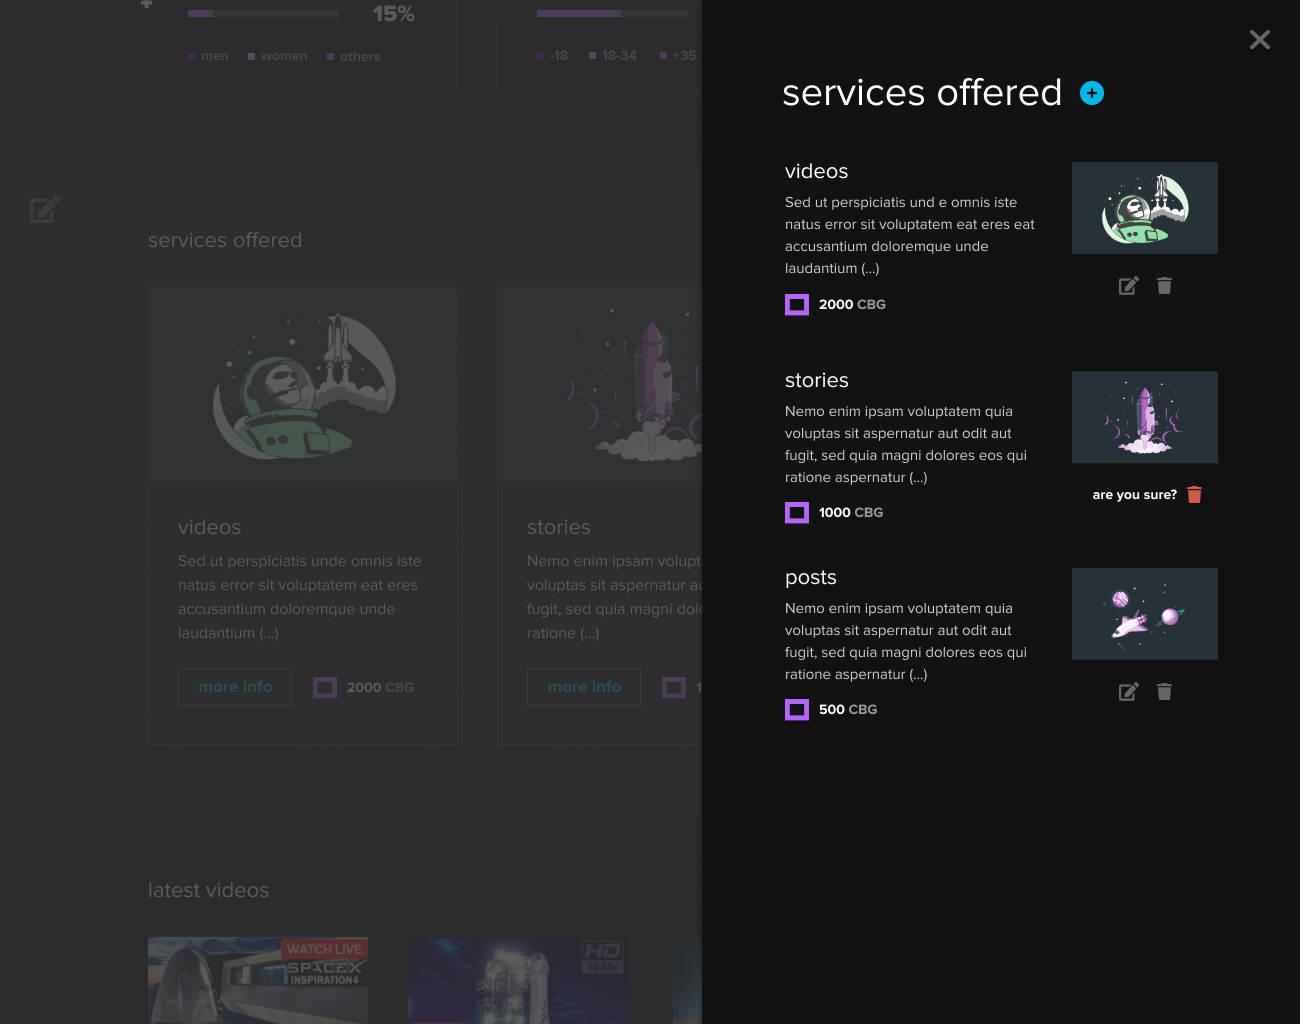 15%
men
women
others
-18
18-34
+35
services offered
videos
Sed ut perspiciatis unde omnis iste
natus error sit voluptatem eat eres
accusantium doloremque unde
laudantium (...)
more info
2000 CBG
stories
Nemo enim ipsam volupt
voluptas sit aspernatur au
fugit, sed quia magni dolo
ratione (...)
more info
1
latest videos
WATCH LIVE
SPACEX
INSPIRATION4
HD
1080p
services offered
videos
Sed ut perspiciatis und e omnis iste
natus error sit voluptatem eat eres eat
accusantium doloremque unde
laudantium (...)
2000 CBG
stories
Nemo enim ipsam voluptatem quia
voluptas sit aspernatur aut odit aut
fugit, sed quia magni dolores eos qui
ratione aspernatur (...)
1000 CBG
are you sure?
posts
Nemo enim ipsam voluptatem quia
voluptas sit aspernatur aut odit aut
fugit, sed quia magni dolores eos qui
ratione aspernatur (...)
500 CBG